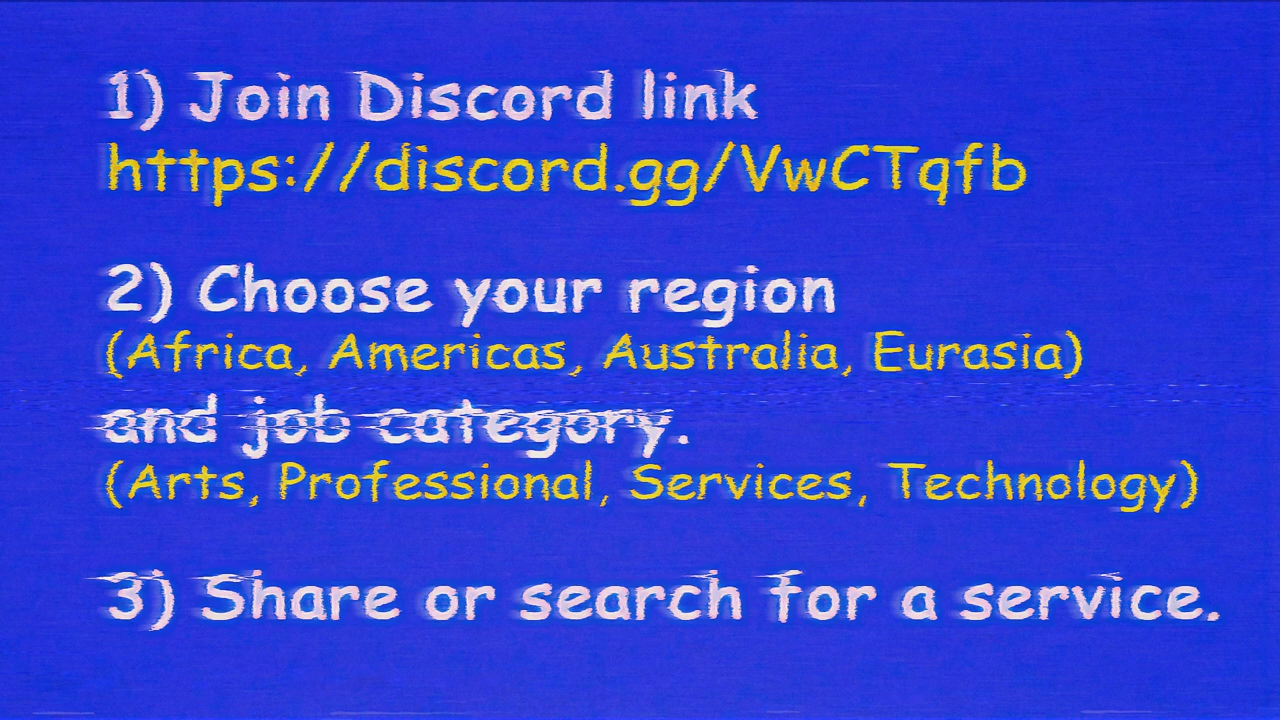 1) Join Discord link
https://discord.gg/VwCTqfb
2) Choose your region
(Africa, Americas, Australia, Eurasia)
and job category.
(Arts, Professional, Services, Technology)
3) Share or search for a service.